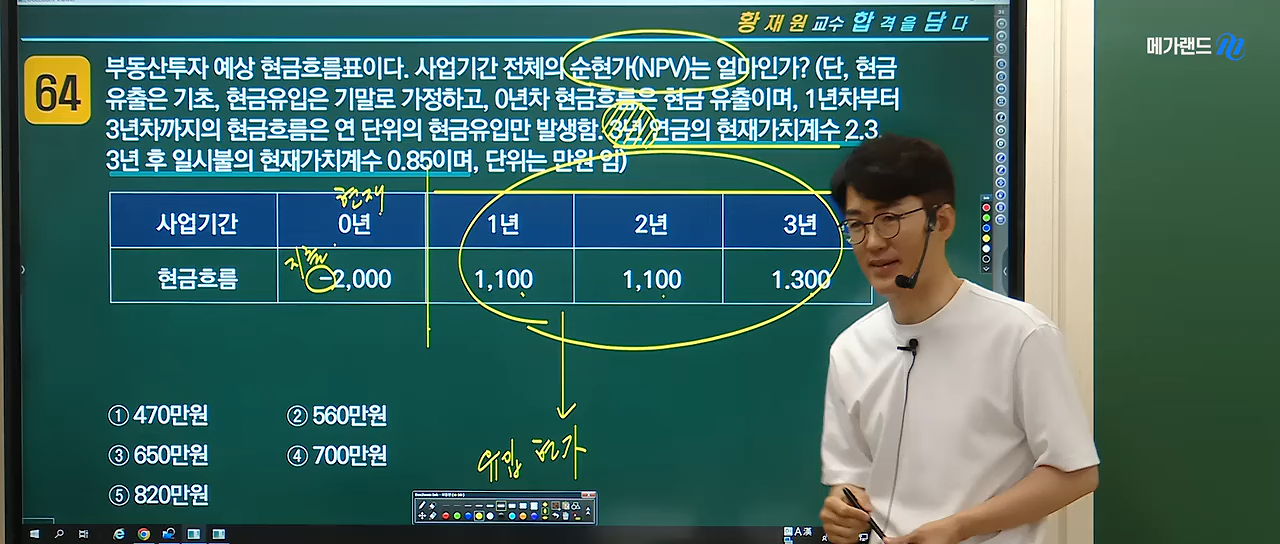 황재원 교수 합격을 담다
메가랜드
64
부동산투자 예상 현금흐름표이다. 사업기간 전체의 순현가(NPV)는 얼마인가? (단, 현금
유출은 기초, 현금유입은 기말로 가정하고, 0년차 현금흐름은 현금 유출이며, 1년차부터
3년차까지의 현금흐름은 연 단위의 현금유입만 발생함. 3년 연금의 현재가치계수 2.3
3년 후 일시불의 현재가치계수 0.85이며, 단위는 만원 임)
현재
사업기간 0년 1년 2년 3년
지출
현금흐름 -2,000 1,100 1,100 1.300
① 470만원 ② 560만원
③ 650만원 ④ 700만원
⑤ 820만원
유입 현가
A 漢